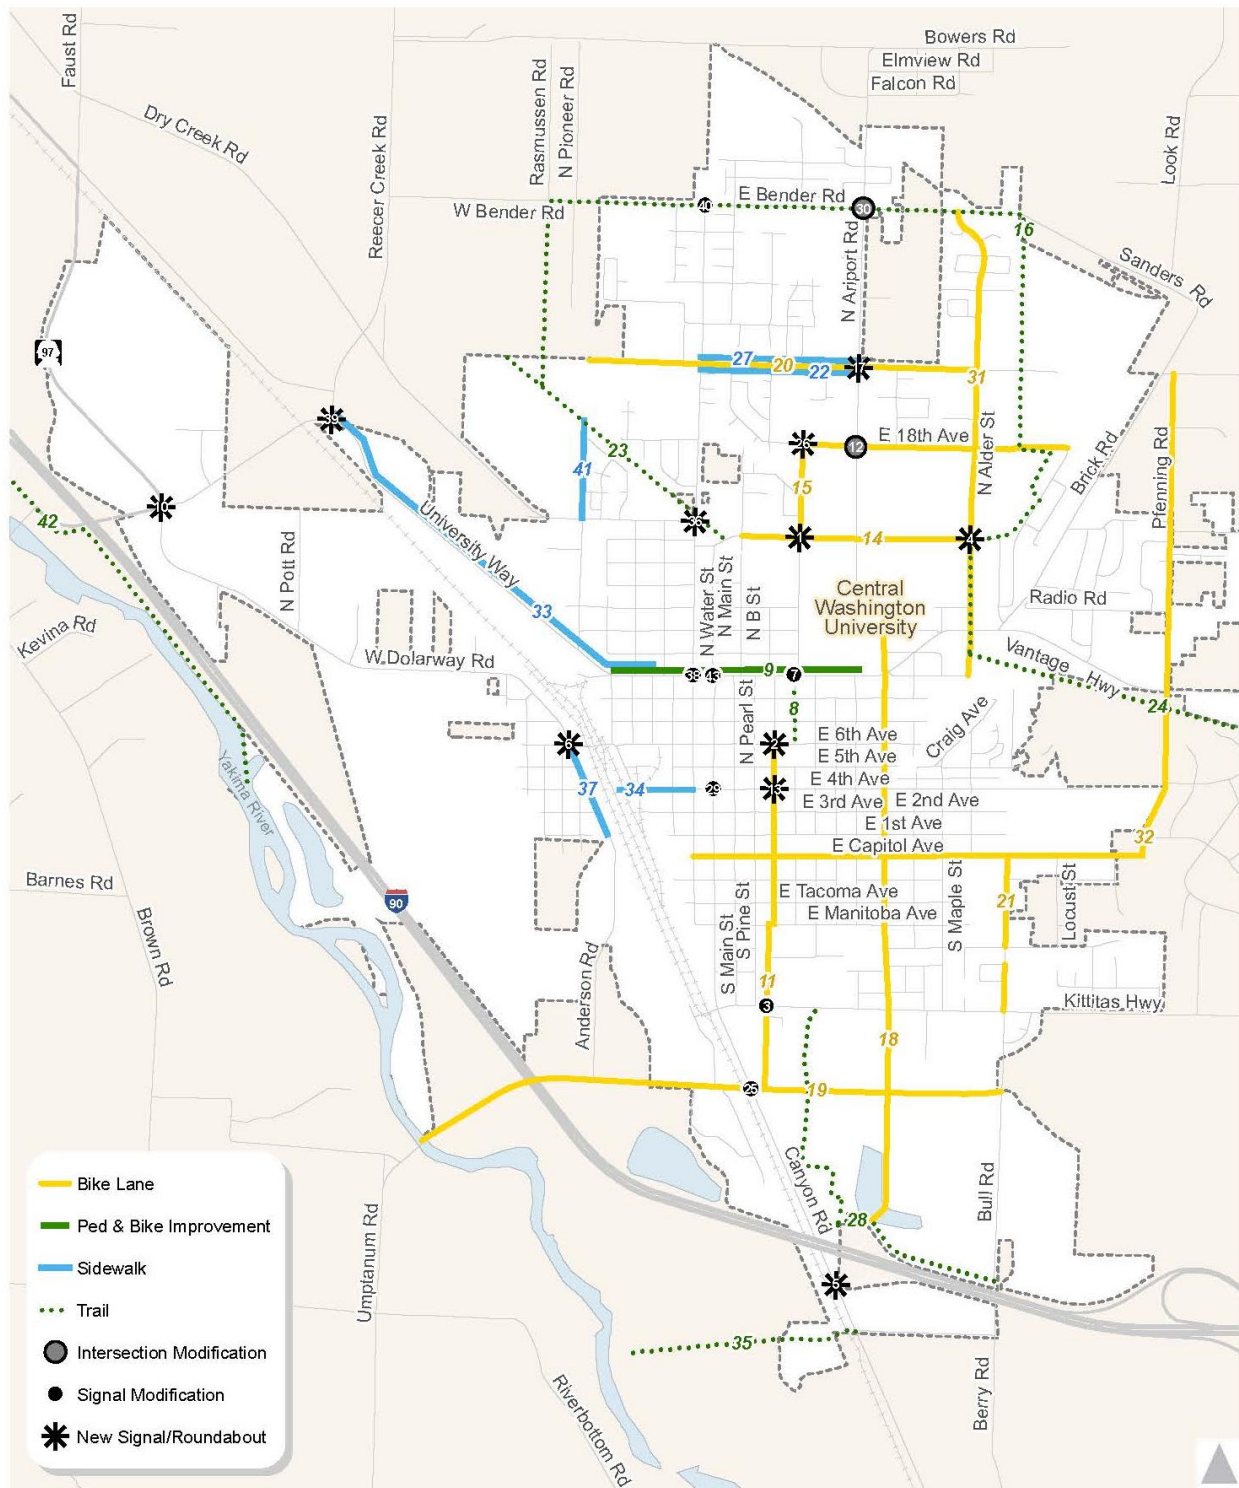 Bowers Rd
Elmview Rd
Falcon Rd
Faust Rd
Dry Creek Rd
Reecer Creek Rd
Rasmussen Rd
N Pioneer Rd
Look Rd
W Bender Rd
40
E Bender Rd
30
16
Sanders Rd
N Ariport Rd
97
27
20
22
17
31
39
26
12
E 18th Ave
N Alder St
Brick Rd
Pfenning Rd
41
23
15
10
42
36
1
14
4
University Way
N Pott Rd
33
N Water St
N Main St
N B St
Central
Washington
University
Radio Rd
Vantage Hwy
Kevina Rd
W Dolarway Rd
38
43
9
7
24
8
N Pearl St
Craig Ave
6
2
E 6th Ave
E 5th Ave
E 4th Ave
E 3rd Ave
E 2nd Ave
E 1st Ave
E Capitol Ave
37
34
29
13
32
Yakima River
Barnes Rd
90
E Tacoma Ave
E Manitoba Ave
S Maple St
21
Locust St
Brown Rd
S Main St
S Pine St
Anderson Rd
11
3
Kittitas Hwy
18
25
19
Canyon Rd
Bull Rd
28
Umptanum Rd
5
35
Riverbottom Rd
Berry Rd
Bike Lane
Ped & Bike Improvement
Sidewalk
Trail
Intersection Modification
Signal Modification
New Signal/Roundabout